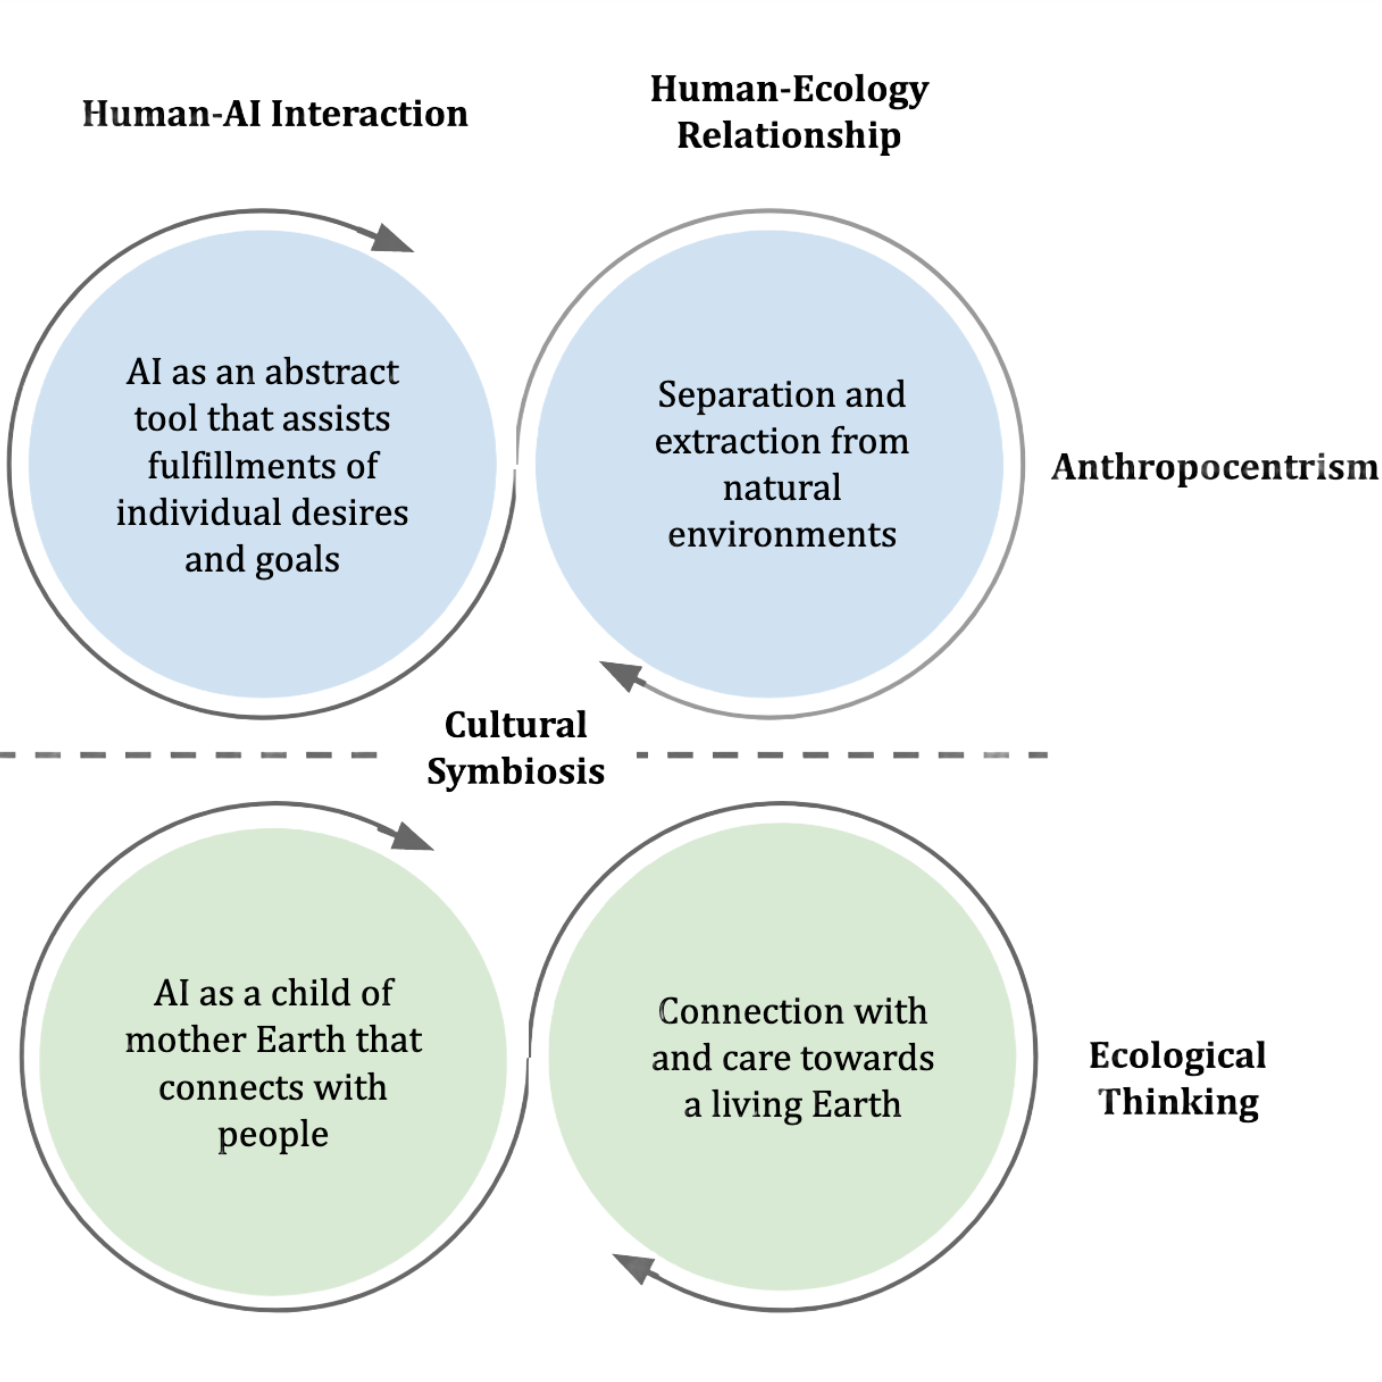 Human-AI Interaction
Human-Ecology
Relationship
AI as an abstract
tool that assists
fulfillments of
individual desires
and goals
Separation and
extraction from
natural
environments
Anthropocentrism
Cultural
Symbiosis
AI as a child of
mother Earth that
connects with
people
Connection with
and care towards
a living Earth
Ecological
Thinking